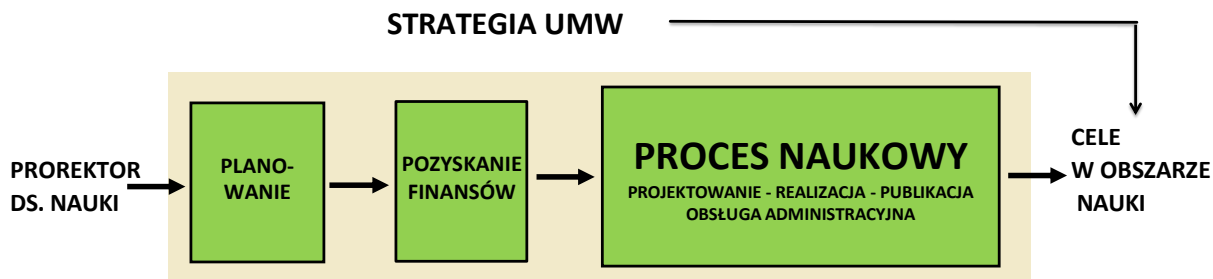 STRATEGIA UMW
PROREKTOR
DS. NAUKI
PLANO-
WANIE
POZYSKANIE
FINANSÓW
PROCES NAUKOWY
PROJEKTOWANIE - REALIZACJA - PUBLIKACJA
OBSŁUGA ADMINISTRACYJNA
CELE
W OBSZARZE
NAUKI